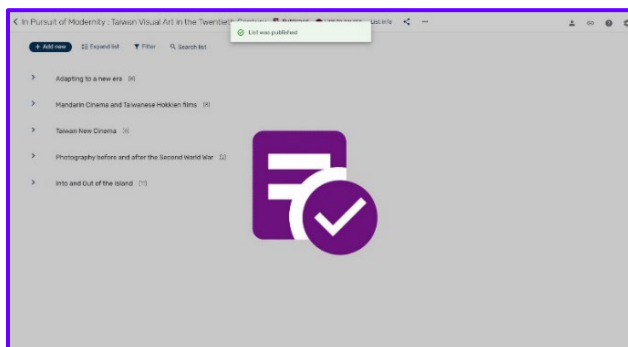 In Pursuit of Modernity : Taiwan Visual Art in the Twentieth Century Published List info
List was published
Add new Expand list Filter Search list
Adapting to a new era
Mandarin Cinema and Taiwanese Hokkien films
Taiwan New Cinema
Photography before and after the Second World War
Into and Out of the Island